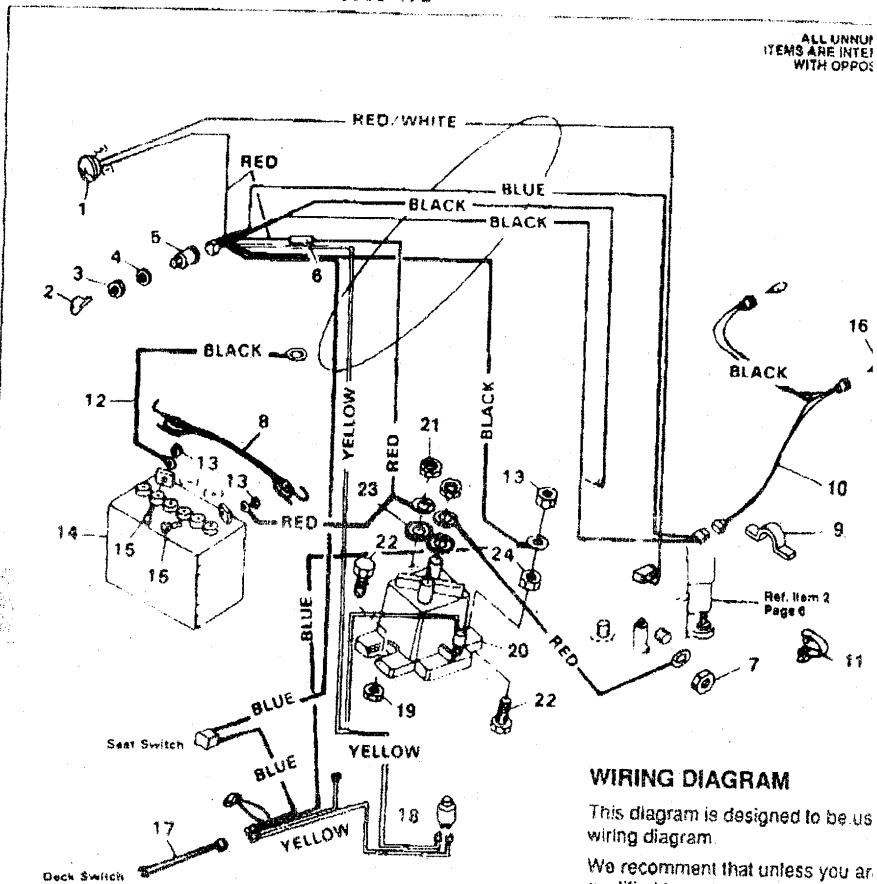 ALL UNNUM
ITEMS ARE INTEN
WITH OPPOS
RED/WHITE
1
RED
BLUE
BLACK
BLACK
5
4
3
2
6
16
BLACK
BLACK
12
8
YELLOW
RED
BLACK
21
13
13
13
23
10
9
14
RED
15
15
22
24
Ref. Item 2
Page 6
BLUE
20
RED
11
7
19
22
BLUE
Seat Switch
YELLOW
BLUE
WIRING DIAGRAM
17
YELLOW
18
This diagram is designed to be us
wiring diagram.
We recomment that unless you are
Deck Switch